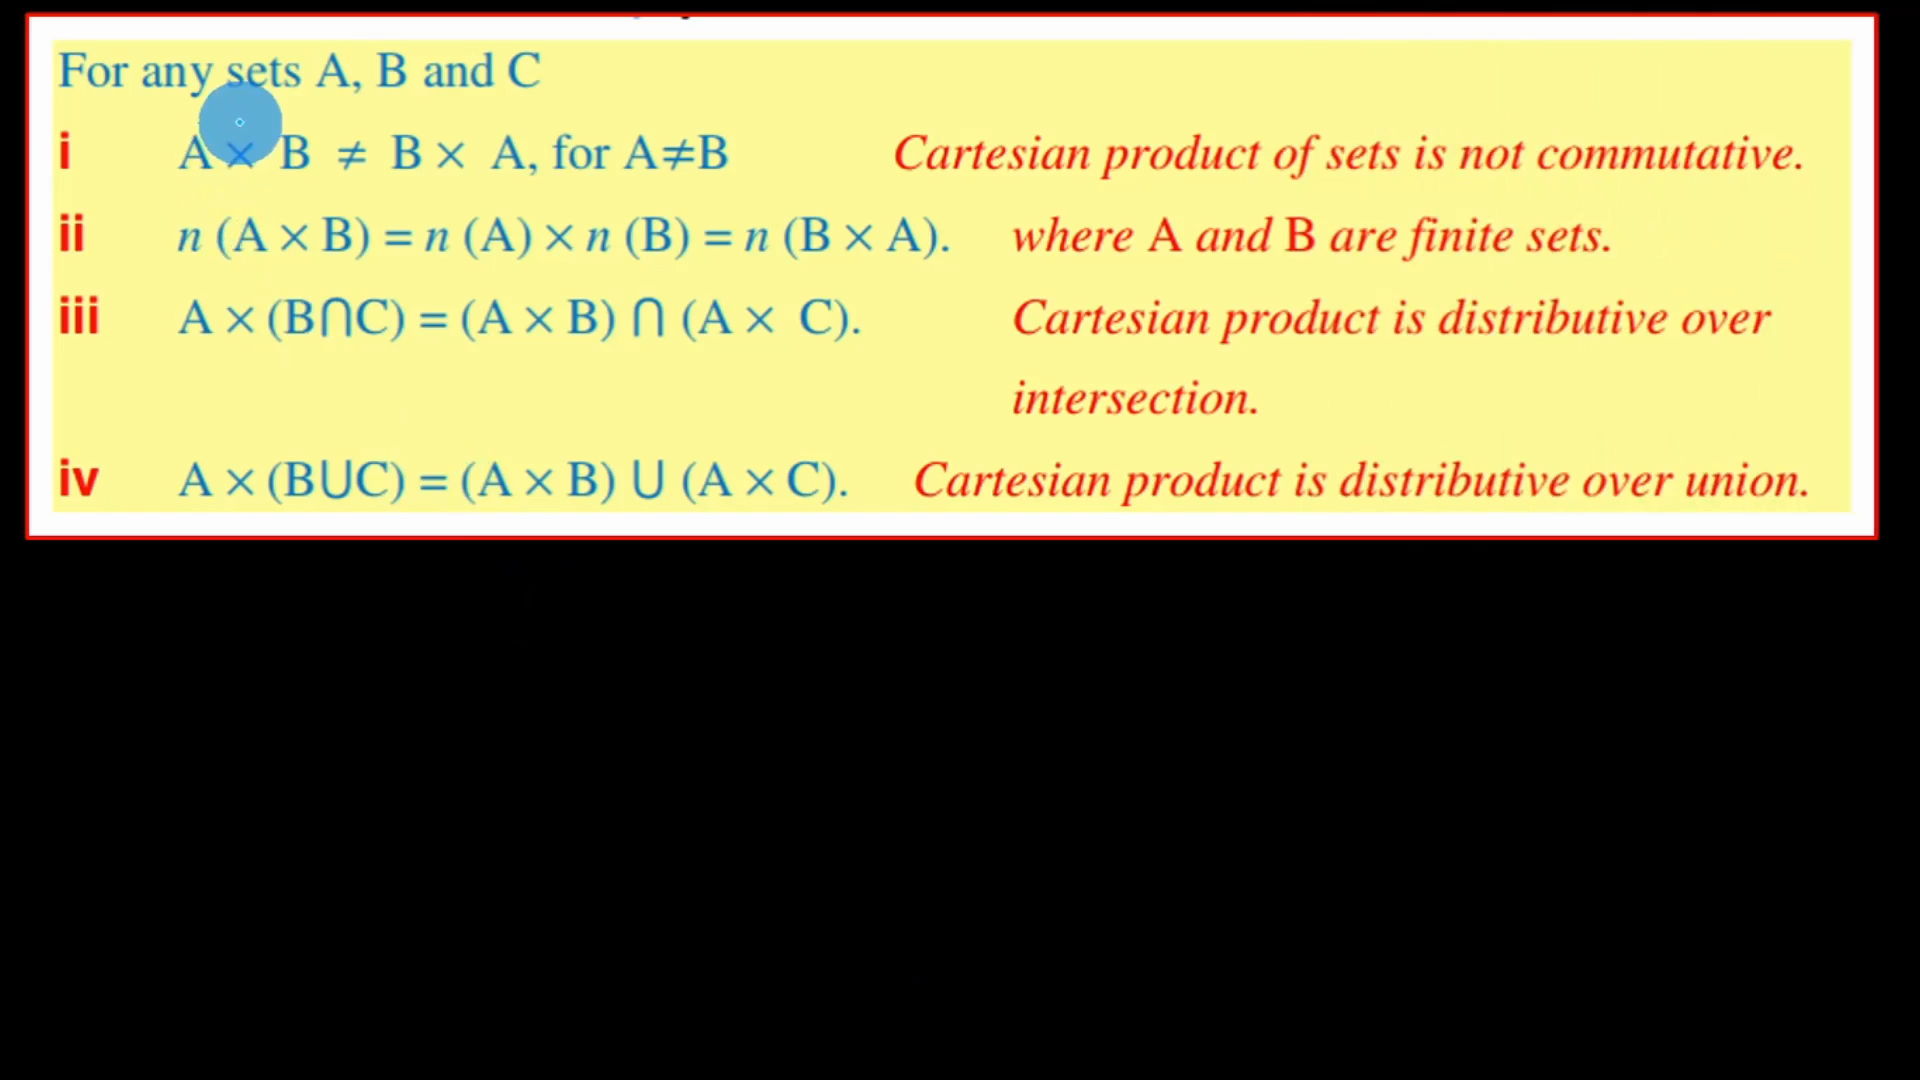 For any sets A, B and C
i A × B ≠ B × A, for A≠B Cartesian product of sets is not commutative.
ii n (A × B) = n (A) × n (B) = n (B × A). where A and B are finite sets.
iii A × (B⋂C) = (A × B) ⋂ (A × C). Cartesian product is distributive over
intersection.
iv A × (B⋃C) = (A × B) ⋃ (A × C). Cartesian product is distributive over union.